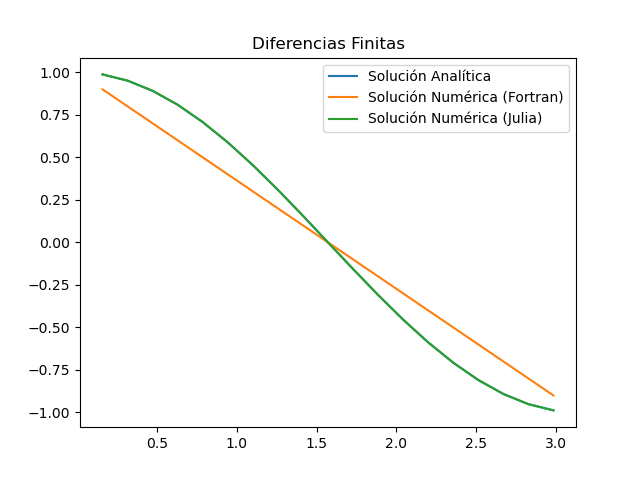 Diferencias Finitas
Solución Analítica
Solución Numérica (Fortran)
Solución Numérica (Julia)
1.00
0.75
0.50
0.25
0.00
−0.25
−0.50
−0.75
−1.00
0.5 1.0 1.5 2.0 2.5 3.0